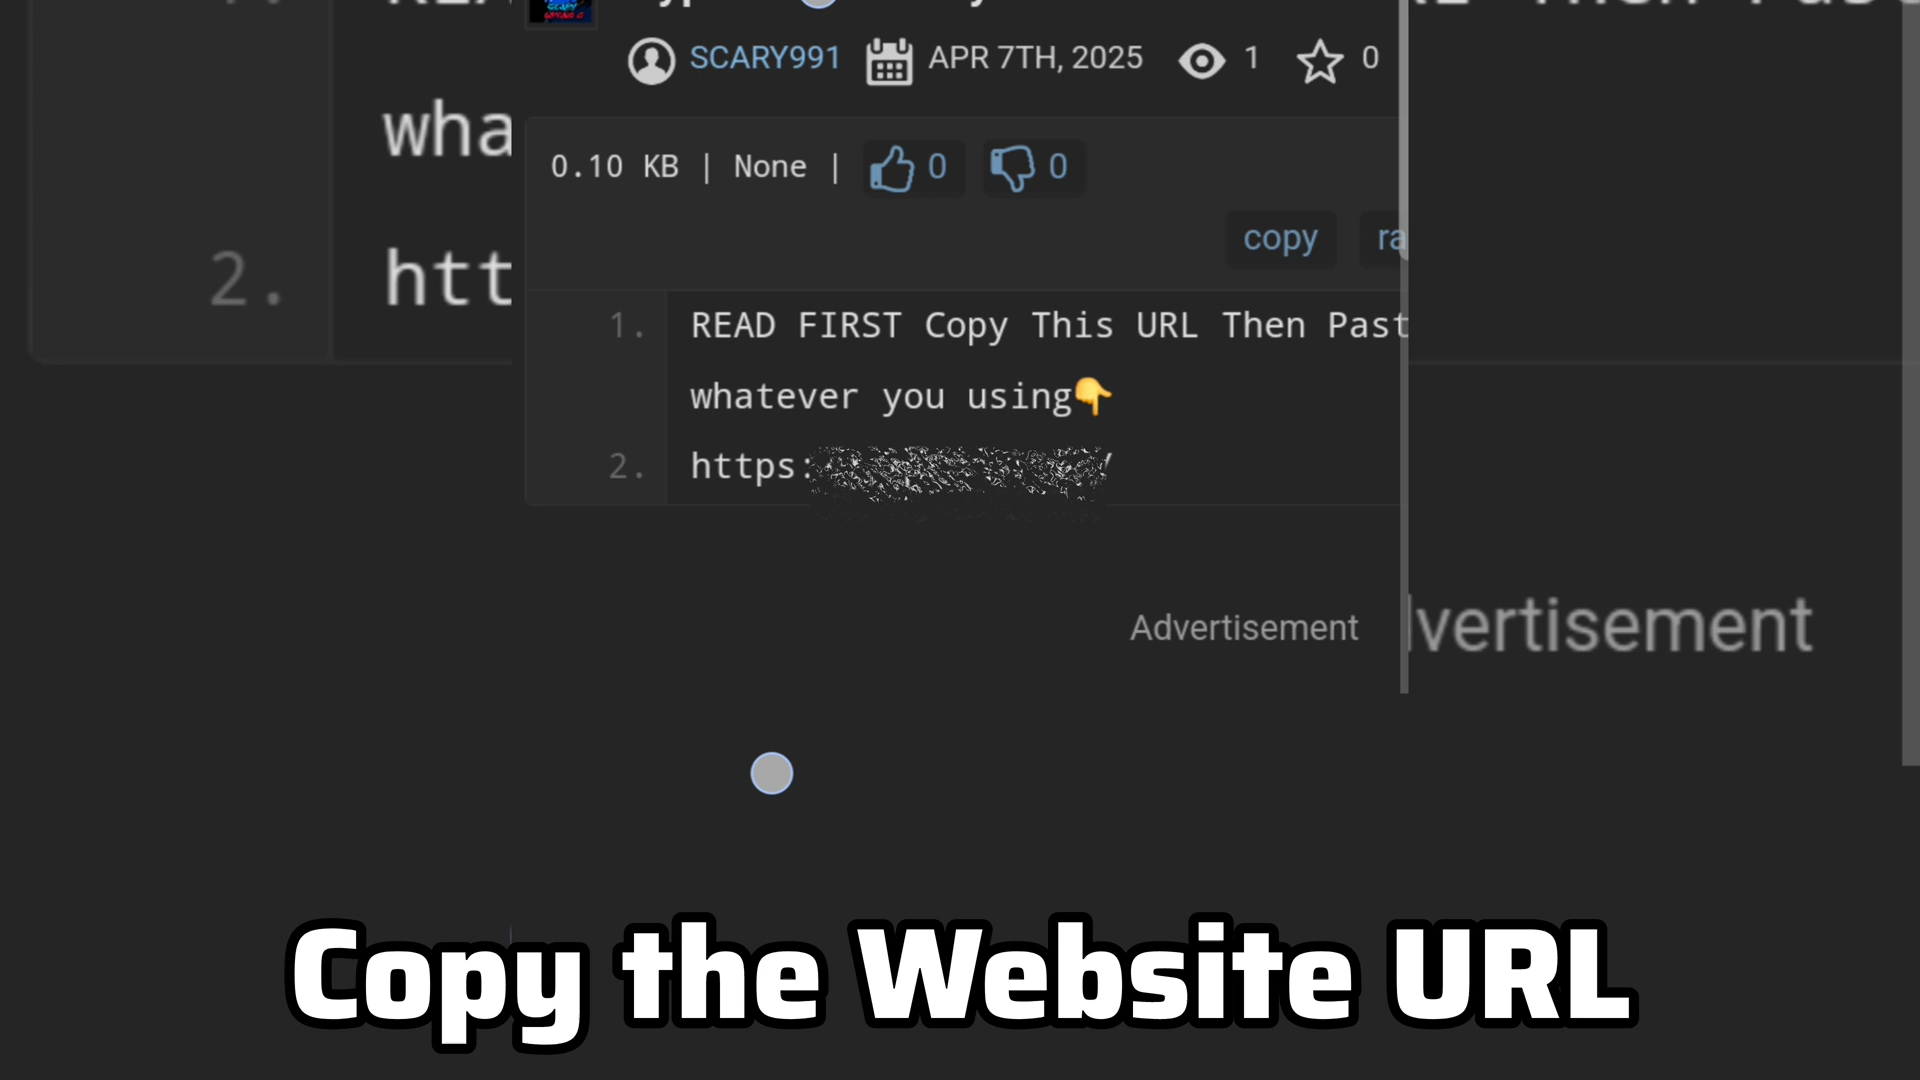 SCARY991 APR 7TH, 2025 1 0
0.10 KB | None | 0 0
copy ra
1. READ FIRST Copy This URL Then Past
whatever you using👇
2. https:
Advertisement
wha
2. htt
vertisement
Copy the Website URL